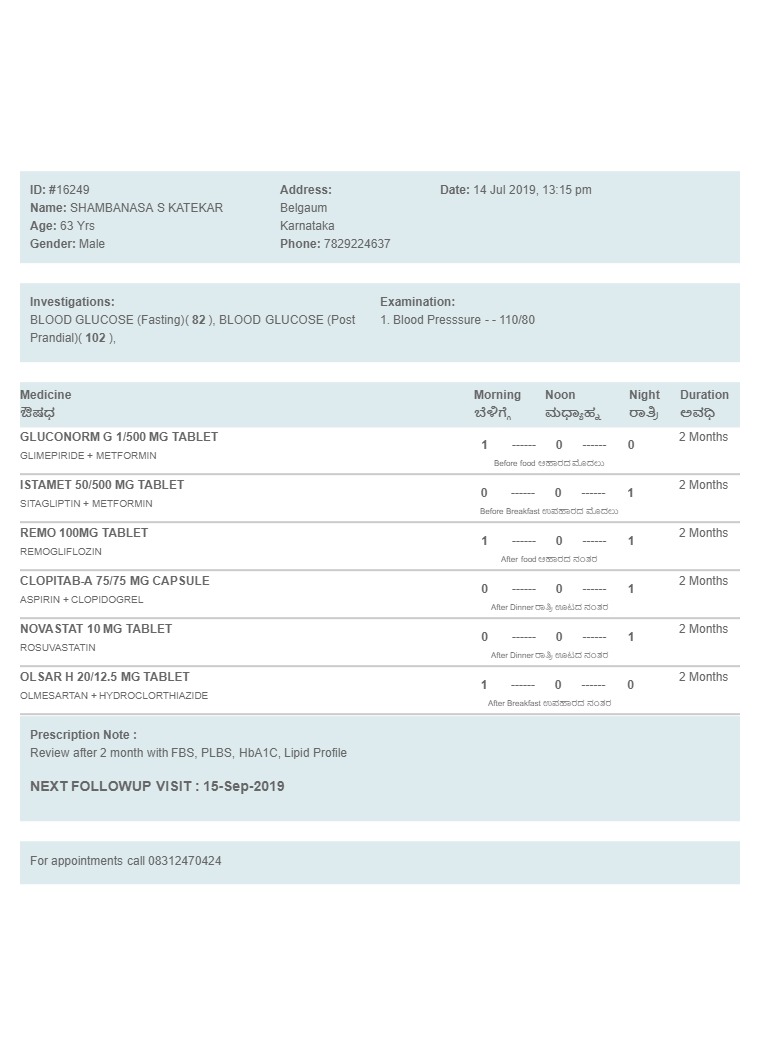 ID: #16249
Name: SHAMBANASA S KATEKAR
Age: 63 Yrs
Gender: Male
Address:
Belgaum
Karnataka
Phone: 7829224637
Date: 14 Jul 2019, 13:15 pm
Investigations:
BLOOD GLUCOSE (Fasting)( 82 ), BLOOD GLUCOSE (Post
Prandial)( 102 ),
Examination:
1. Blood Presssure - - 110/80
Medicine Morning Noon Night Duration
ಔಷಧ ಬೆಳಿಗ್ಗೆ ಮಧ್ಯಾಹ್ನ ರಾತ್ರಿ ಅವಧಿ
GLUCONORM G 1/500 MG TABLET 1 ------ 0 ------ 0 2 Months
GLIMEPIRIDE + METFORMIN Before food ಆಹಾರದ ಮೊದಲು
ISTAMET 50/500 MG TABLET 0 ------ 0 ------ 1 2 Months
SITAGLIPTIN + METFORMIN Before Breakfast ಉಪಹಾರದ ಮೊದಲು
REMO 100MG TABLET 1 ------ 0 ------ 1 2 Months
REMOGLIFLOZIN After food ಆಹಾರದ ನಂತರ
CLOPITAB-A 75/75 MG CAPSULE 0 ------ 0 ------ 1 2 Months
ASPIRIN + CLOPIDOGREL After Dinner ರಾತ್ರಿ ಊಟದ ನಂತರ
NOVASTAT 10 MG TABLET 0 ------ 0 ------ 1 2 Months
ROSUVASTATIN After Dinner ರಾತ್ರಿ ಊಟದ ನಂತರ
OLSAR H 20/12.5 MG TABLET 1 ------ 0 ------ 0 2 Months
OLMESARTAN + HYDROCLORTHIAZIDE After Breakfast ಉಪಹಾರದ ನಂತರ
Prescription Note :
Review after 2 month with FBS, PLBS, HbA1C, Lipid Profile
NEXT FOLLOWUP VISIT : 15-Sep-2019
For appointments call 08312470424